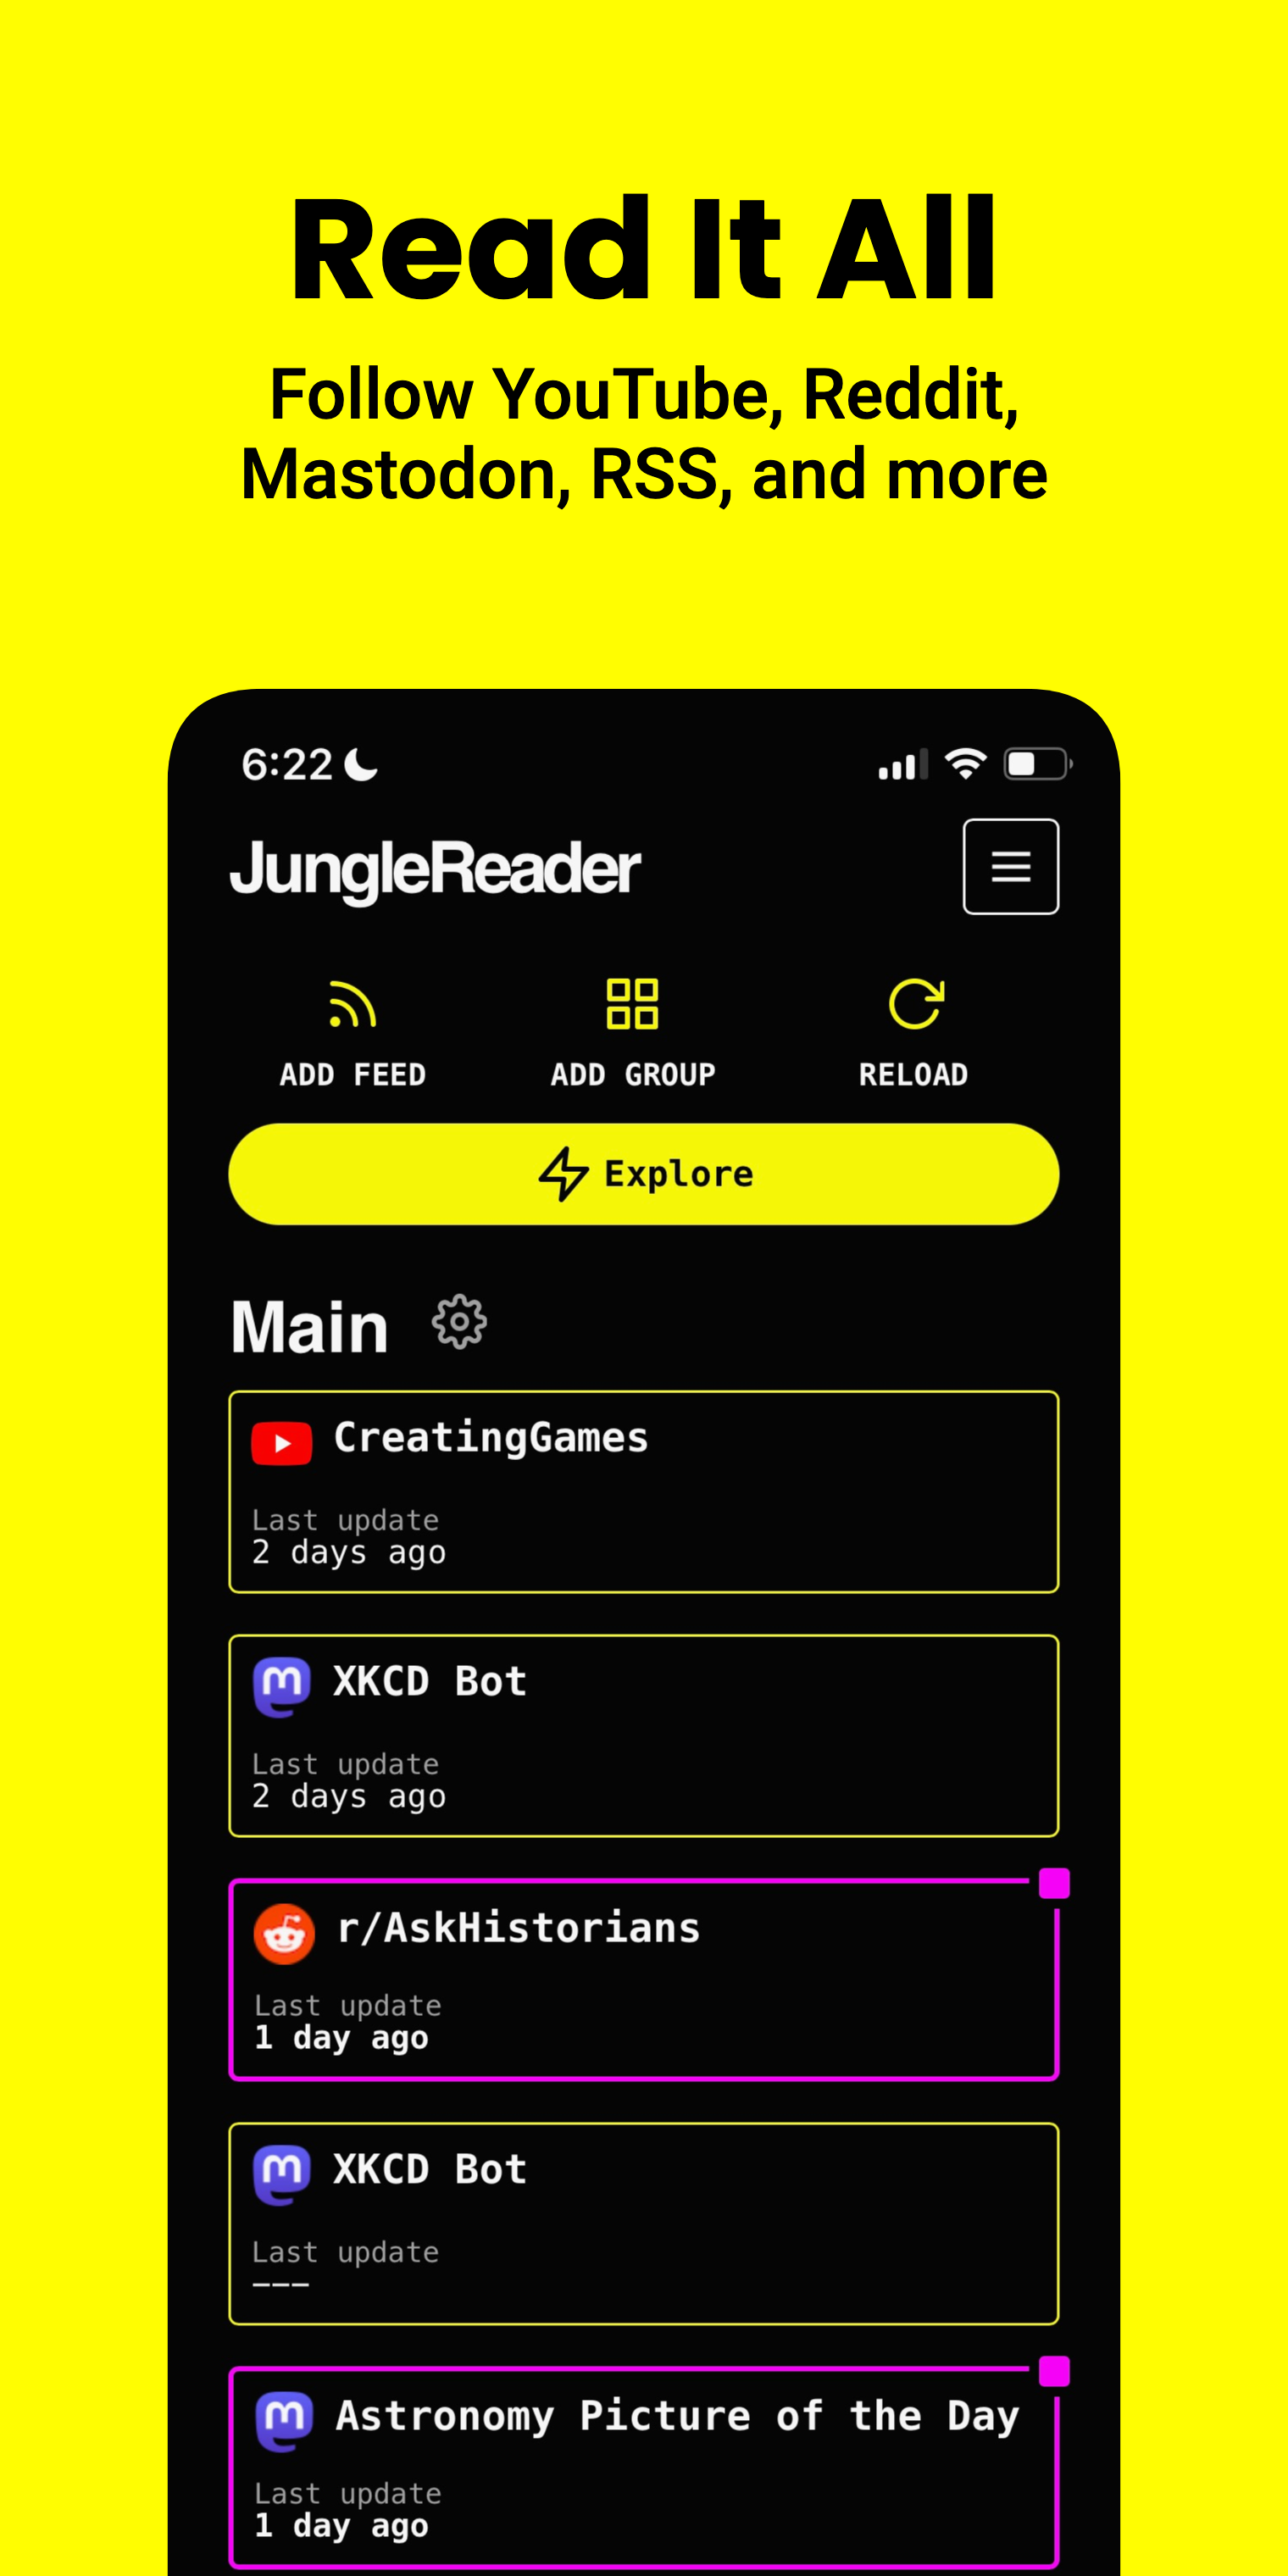 Read It All
Follow YouTube, Reddit,
Mastodon, RSS, and more
6:22
JungleReader
ADD FEED
ADD GROUP
RELOAD
Explore
Main
CreatingGames
Last update
2 days ago
XKCD Bot
Last update
2 days ago
r/AskHistorians
Last update
1 day ago
XKCD Bot
Last update
---
Astronomy Picture of the Day
Last update
1 day ago